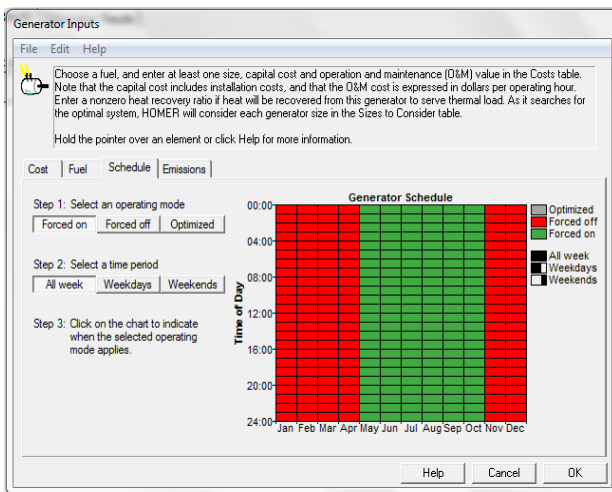 Generator Inputs
File Edit Help
Choose a fuel, and enter at least one size, capital cost and operation and maintenance (O&M) value in the Costs table.
Note that the capital cost includes installation costs, and that the O&M cost is expressed in dollars per operating hour.
Enter a nonzero heat recovery ratio if heat will be recovered from this generator to serve thermal load. As it searches for
the optimal system, HOMER will consider each generator size in the Sizes to Consider table.
Hold the pointer over an element or click Help for more information.
Cost Fuel Schedule Emissions
Step 1: Select an operating mode
Forced on Forced off Optimized
Step 2: Select a time period
All week Weekdays Weekends
Step 3: Click on the chart to indicate
when the selected operating
mode applies.
Generator Schedule
Time of Day
00:00
04:00
08:00
12:00
16:00
20:00
24:00
Jan Feb Mar Apr May Jun Jul Aug Sep Oct Nov Dec
Optimized
Forced off
Forced on
All week
Weekdays
Weekends
Help Cancel OK